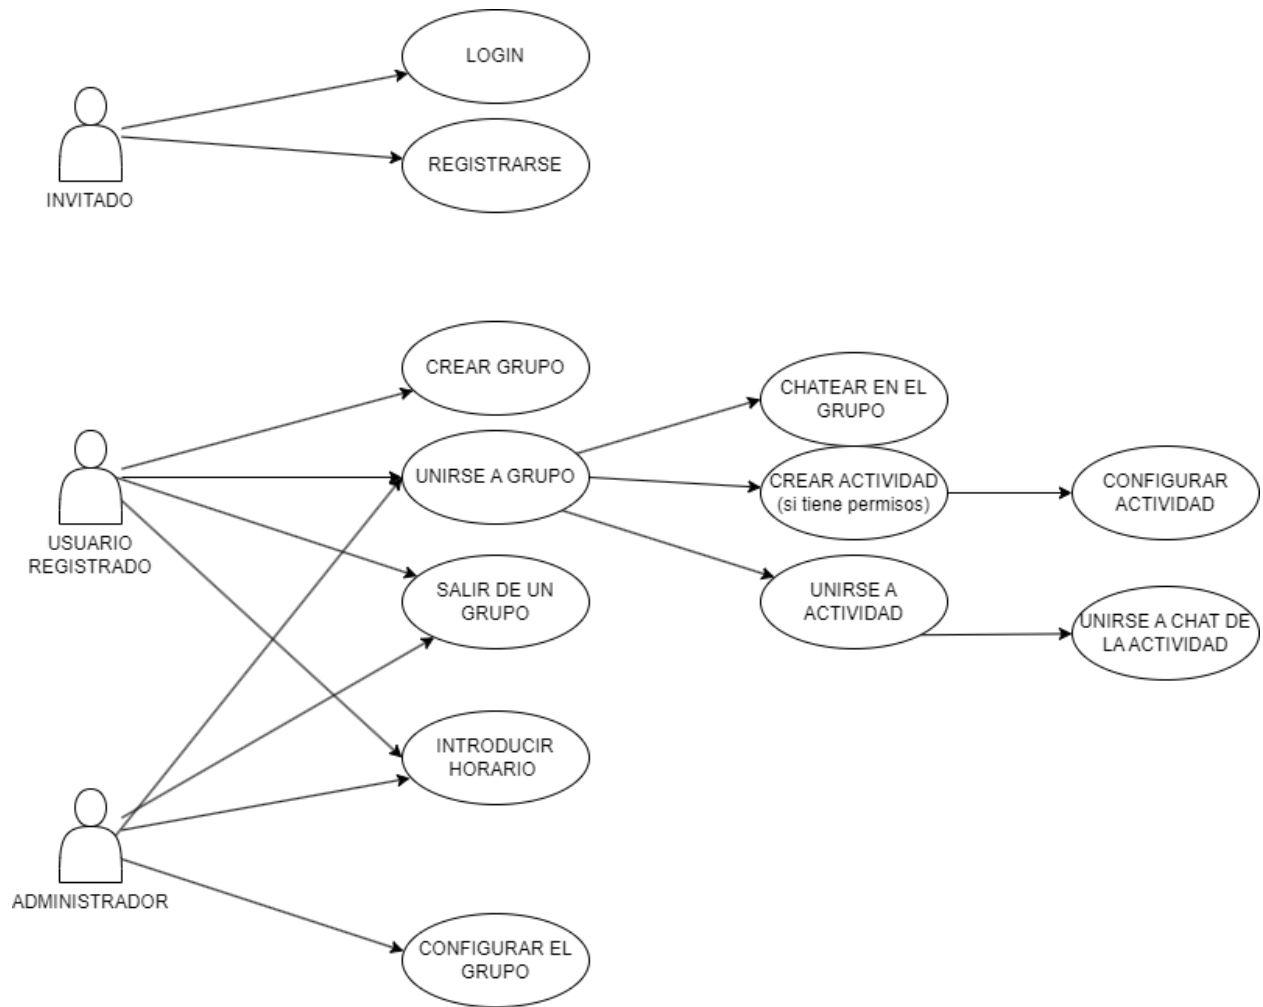 LOGIN
REGISTRARSE
INVITADO
CREAR GRUPO
CHATEAR EN EL
GRUPO
UNIRSE A GRUPO
CREAR ACTIVIDAD
(si tiene permisos)
CONFIGURAR
ACTIVIDAD
USUARIO
REGISTRADO
SALIR DE UN
GRUPO
UNIRSE A
ACTIVIDAD
UNIRSE A CHAT DE
LA ACTIVIDAD
INTRODUCIR
HORARIO
ADMINISTRADOR
CONFIGURAR EL
GRUPO